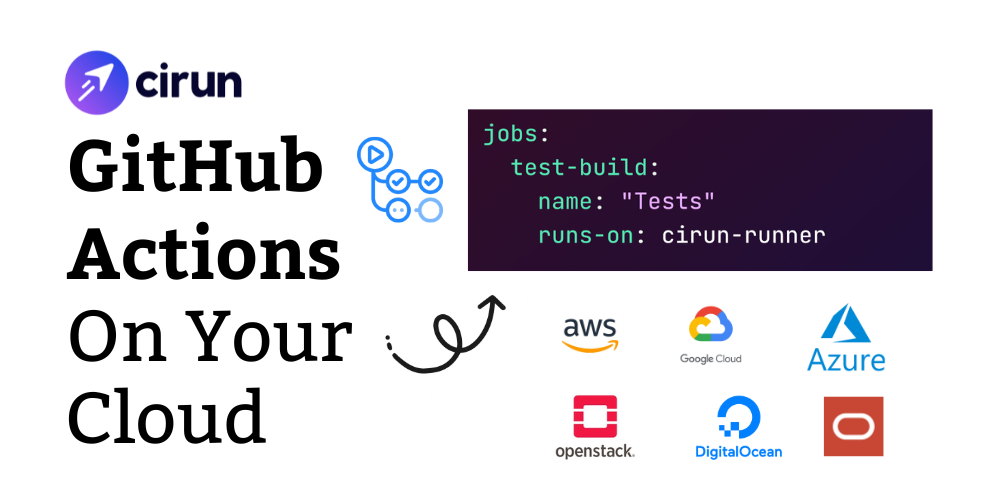 cirun
GitHub
Actions
On Your
Cloud
jobs:
  test-build:
    name: "Tests"
    runs-on: cirun-runner
aws
Google Cloud
Azure
openstack.
DigitalOcean